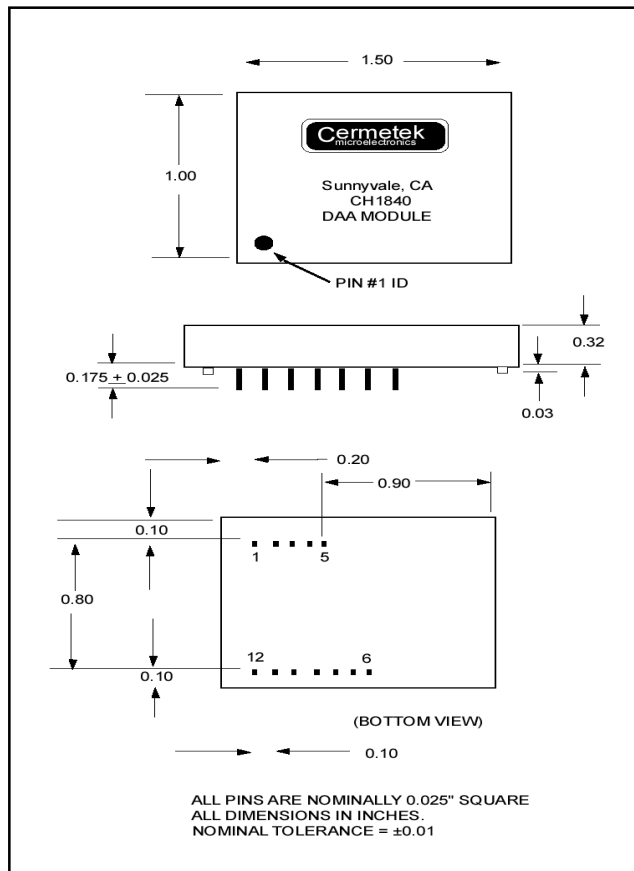 1.50
Cermetek
microelectronics
1.00
Sunnyvale, CA
CH1840
DAA MODULE
PIN #1 ID
0.32
0.175 ± 0.025
0.03
0.20
0.90
0.10
1 5
0.80
12 6
0.10
(BOTTOM VIEW)
0.10
ALL PINS ARE NOMINALLY 0.025" SQUARE
ALL DIMENSIONS IN INCHES.
NOMINAL TOLERANCE = ±0.01